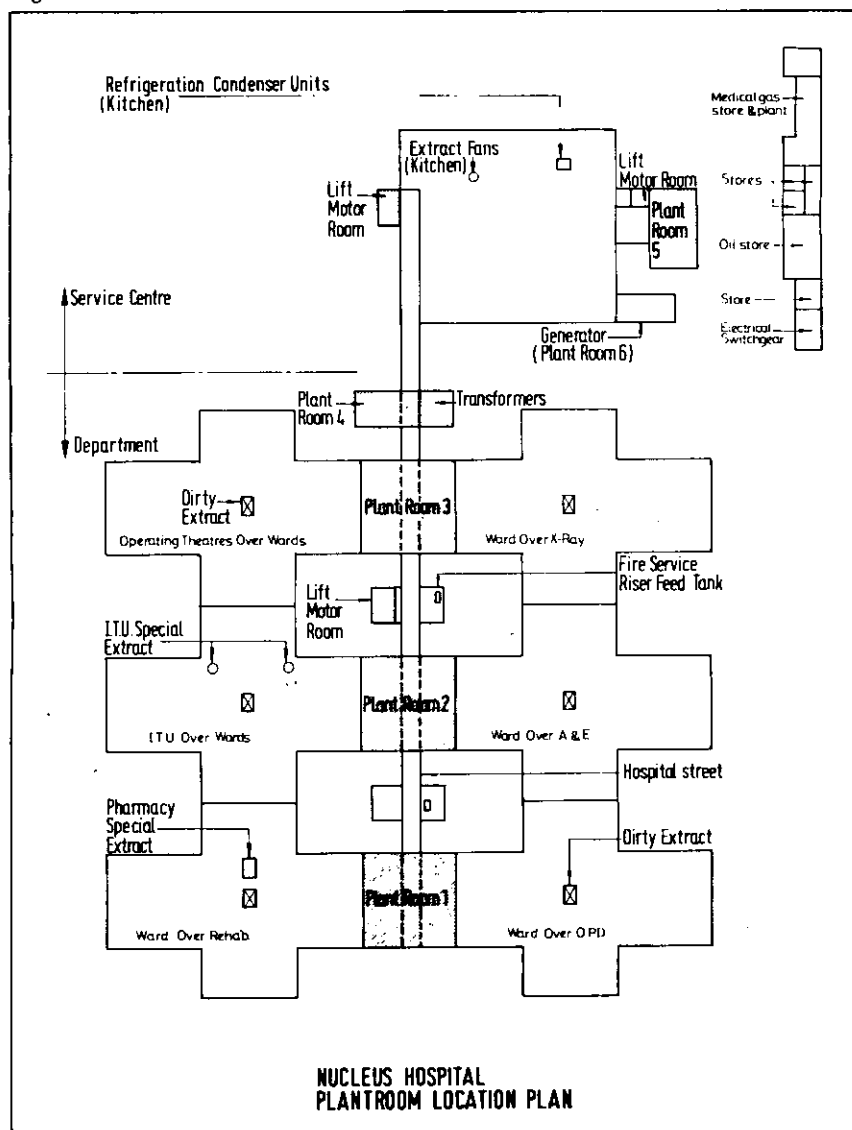 Refrigeration Condenser Units
(Kitchen)
Medical gas
store & plant
Extract Fans
(Kitchen)
Lift
Motor Room
Stores
Lift
Motor
Room
Plant
Room
5
Oil store
Service Centre
Store
Generator
(Plant Room 6)
Electrical
Switchgear
Plant
Room 4
Transformers
Department
Dirty
Extract
Plant Room 3
Operating Theatres Over Wards
Ward Over X-Ray
Fire Service
Riser Feed Tank
Lift
Motor
Room
I.T.U. Special
Extract
Plant Room 2
I.T.U Over Wards
Ward Over A & E
Hospital street
Pharmacy
Special
Extract
Dirty Extract
Plant Room 1
Ward Over Rehab.
Ward Over OPD
NUCLEUS HOSPITAL
PLANTROOM LOCATION PLAN